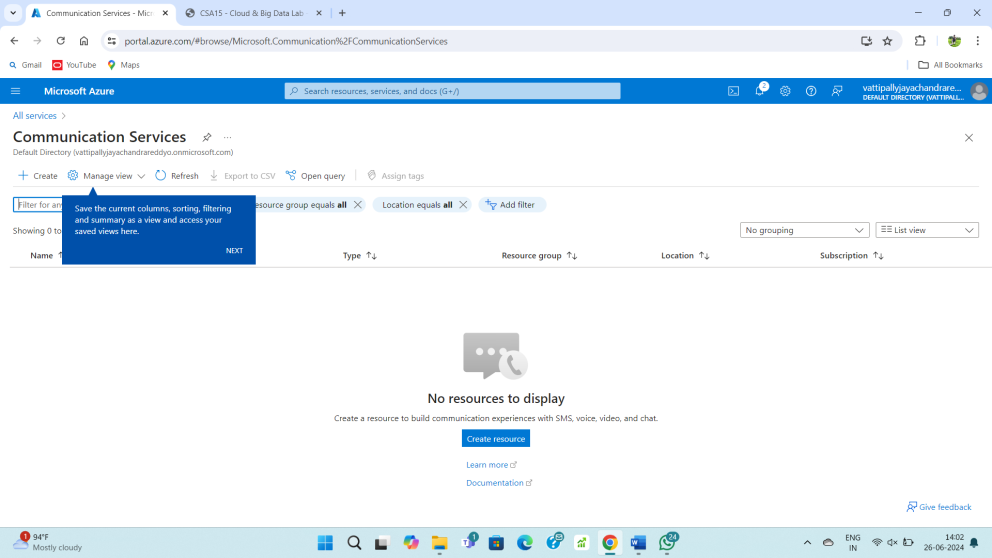 Communication Services - Micr
CSA15 - Cloud & Big Data Lab
portal.azure.com/#browse/Microsoft.Communication%2FCommunicationServices
Gmail
YouTube
Maps
All Bookmarks
Microsoft Azure
Search resources, services, and docs (G+/)
2
vattipallyjayachandrare...
DEFAULT DIRECTORY (VATTIPALL...
All services >
Communication Services
...
Default Directory (vattipallyjayachandrareddyo.onmicrosoft.com)
Create
Manage view
Refresh
Export to CSV
Open query
Assign tags
Filter for any
Save the current columns, sorting, filtering
and summary as a view and access your
saved views here.
NEXT
esource group equals all
Location equals all
Add filter
Showing 0 to
No grouping
List view
Name ↑
Type ↑↓
Resource group ↑↓
Location ↑↓
Subscription ↑↓
No resources to display
Create a resource to build communication experiences with SMS, voice, video, and chat.
Create resource
Learn more
Documentation
Give feedback
1
94°F
Mostly cloudy
1
24
ENG
IN
14:02
26-06-2024